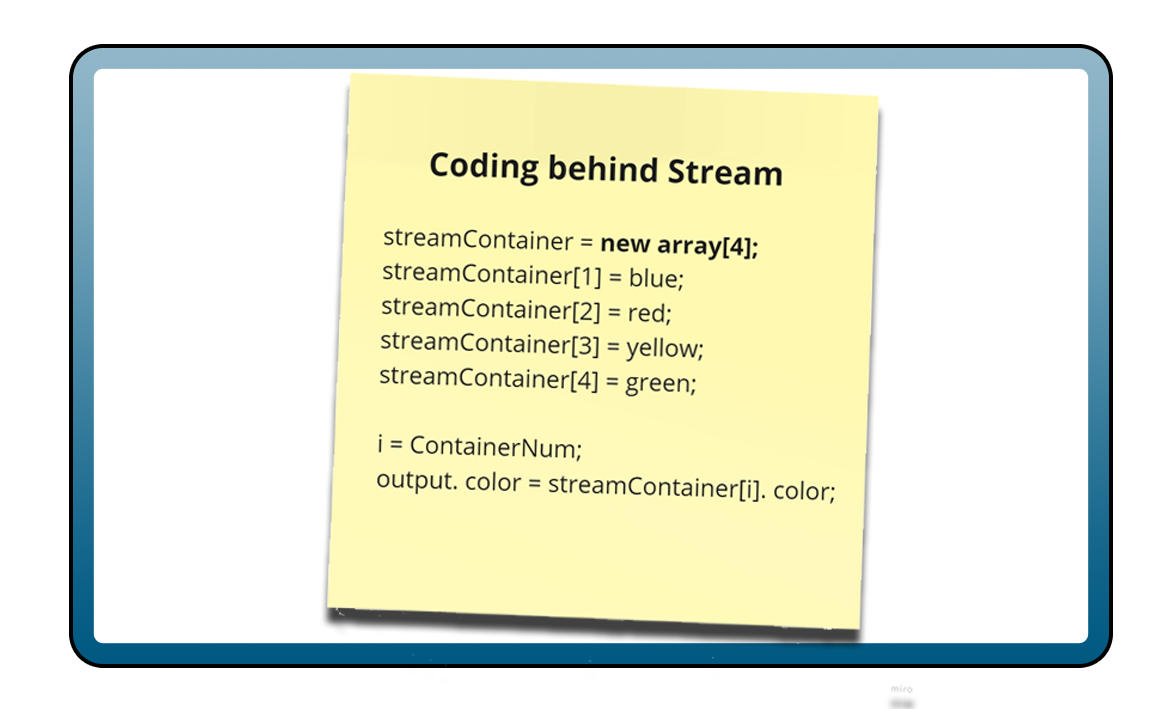 Coding behind Stream
streamContainer = new array[4];
streamContainer[1] = blue;
streamContainer[2] = red;
streamContainer[3] = yellow;
streamContainer[4] = green;
i = ContainerNum;
output. color = streamContainer[i]. color;
miro